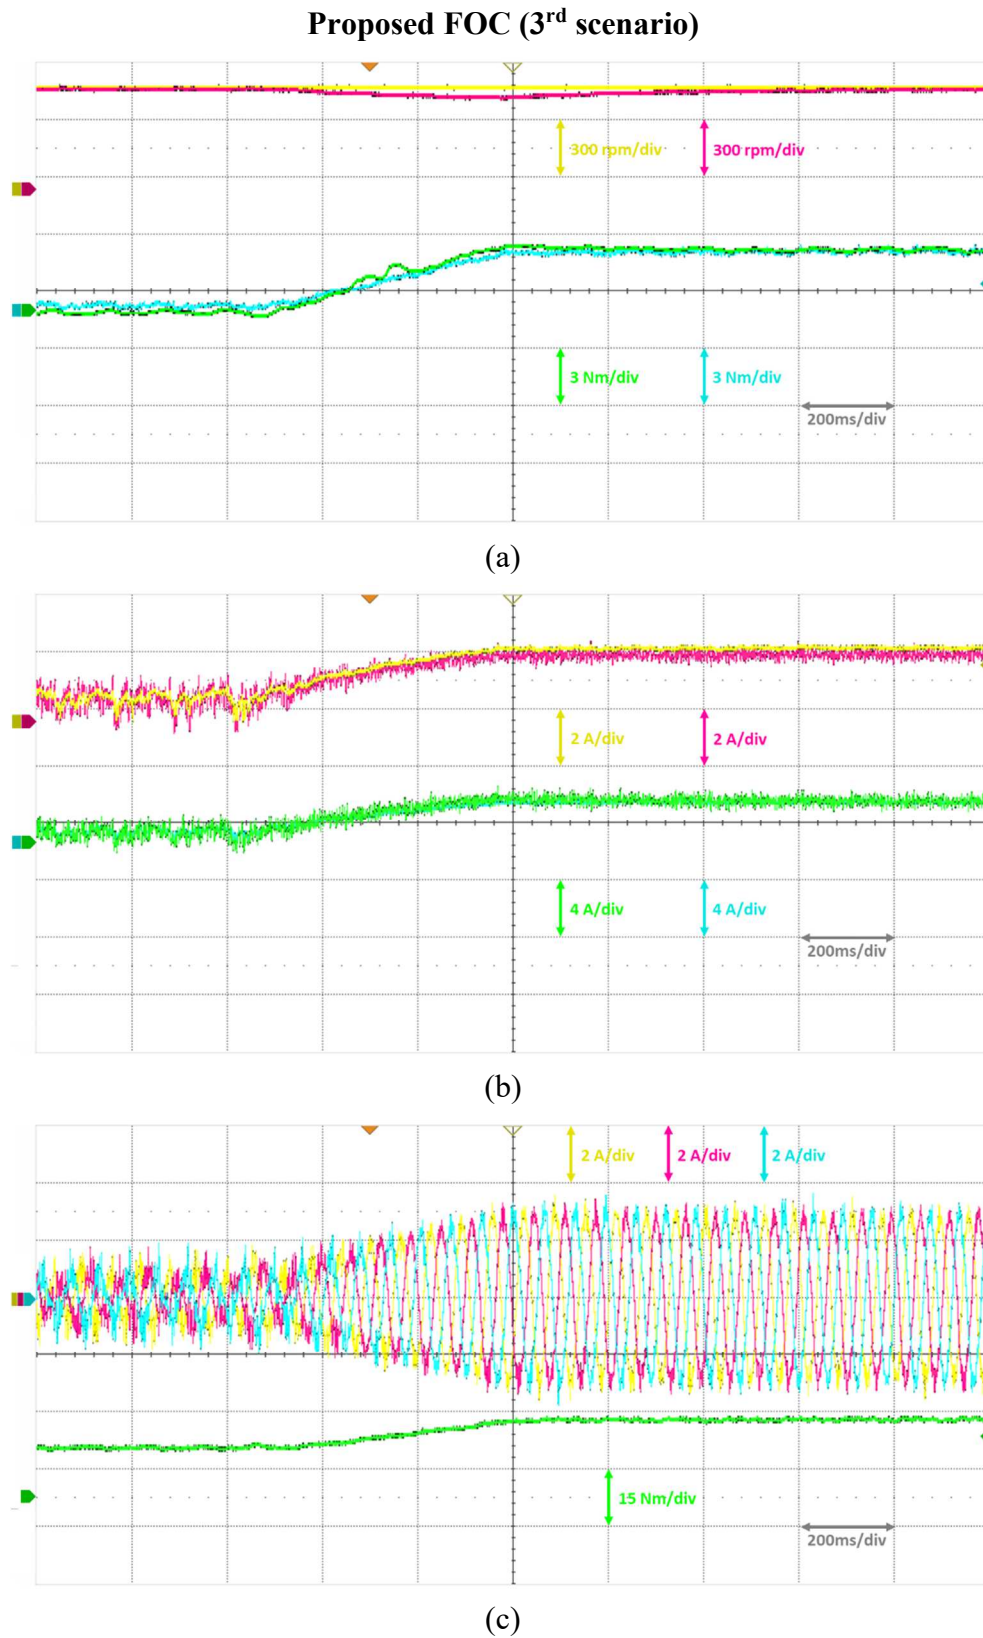 Proposed FOC (3rd scenario)
300 rpm/div 300 rpm/div
3 Nm/div 3 Nm/div
200ms/div
(a)
2 A/div 2 A/div
4 A/div 4 A/div
200ms/div
(b)
2 A/div 2 A/div 2 A/div
15 Nm/div
200ms/div
(c)